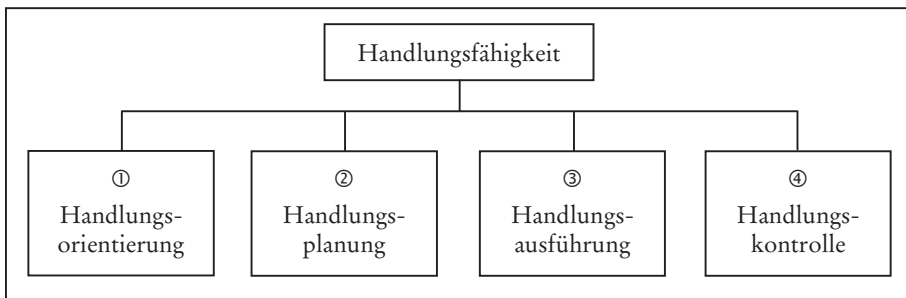 Handlungsfähigkeit
①
Handlungs-
orientierung
②
Handlungs-
planung
③
Handlungs-
ausführung
④
Handlungs-
kontrolle